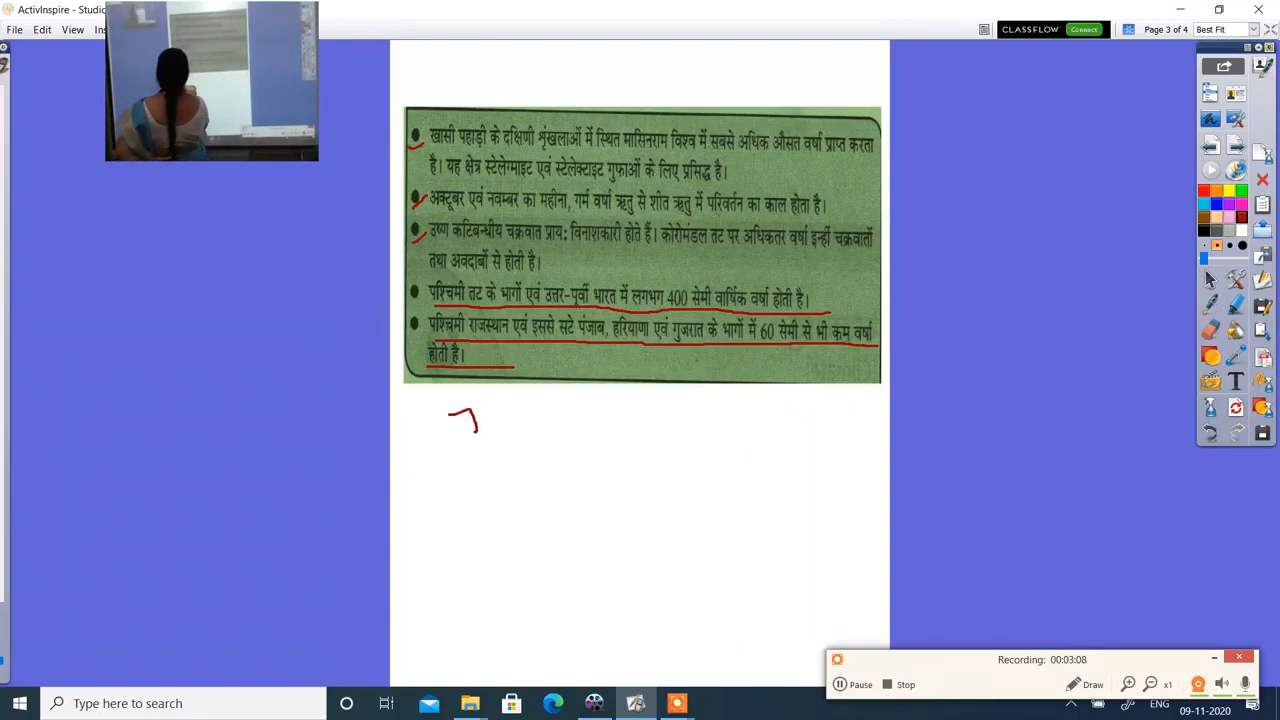 ActivInspire - Studio
File Edit View Ins
CLASSFLOW Connect
Page 3 of 4 Best Fit
खासी पहाड़ी के दक्षिणी शृंखलाओं में स्थित मासिनराम विश्व में सबसे अधिक औसत वर्षा प्राप्त करता
है। यह क्षेत्र स्टेलेग्माइट एवं स्टेलेक्टाइट गुफाओं के लिए प्रसिद्ध है।
अक्टूबर एवं नवम्बर का महीना, गर्म वर्षा ऋतु से शीत ऋतु में परिवर्तन का काल होता है।
उष्ण कटिबन्धीय चक्रवात प्राय: विनाशकारी होते हैं। कोरोमंडल तट पर अधिकतर वर्षा इन्हीं चक्रवातों
तथा अवदाबों से होती है।
पश्चिमी तट के भागों एवं उत्तर-पूर्वी भारत में लगभग 400 सेमी वार्षिक वर्षा होती है।
पश्चिमी राजस्थान एवं इससे सटे पंजाब, हरियाणा एवं गुजरात के भागों में 60 सेमी से भी कम वर्षा
होती है।
Recording: 00:03:08
Pause Stop Draw x1
Type here to search
ENG
09-11-2020